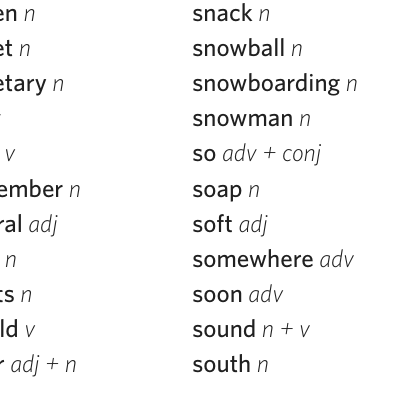 en n
et n
etary n
v
ember n
ral adj
n
ts n
ld v
r adj + n
snack n
snowball n
snowboarding n
snowman n
so adv + conj
soap n
soft adj
somewhere adv
soon adv
sound n + v
south n